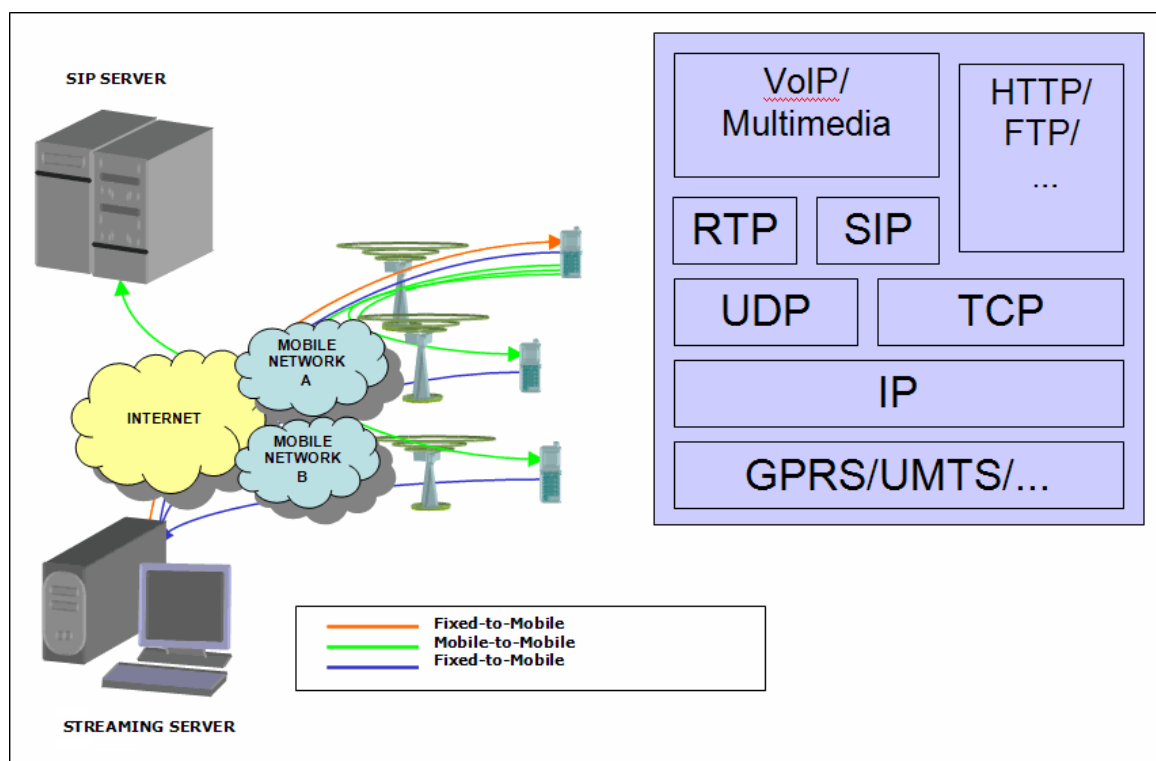 SIP SERVER
MOBILE
NETWORK
A
INTERNET
MOBILE
NETWORK
B
STREAMING SERVER
Fixed-to-Mobile
Mobile-to-Mobile
Fixed-to-Mobile
VoIP/
Multimedia
HTTP/
FTP/
...
RTP
SIP
UDP
TCP
IP
GPRS/UMTS/...